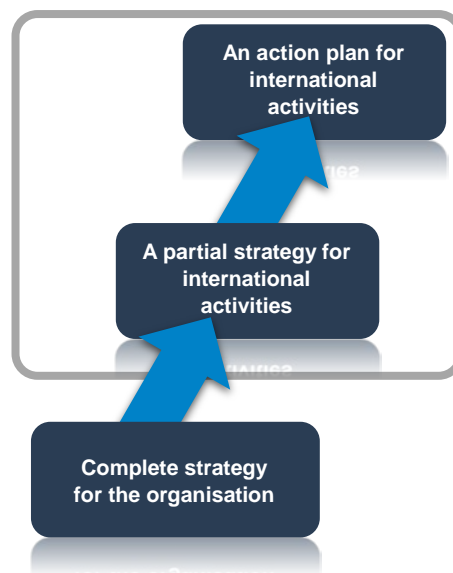 An action plan for
international
activities
A partial strategy for
international
activities
Complete strategy
for the organisation